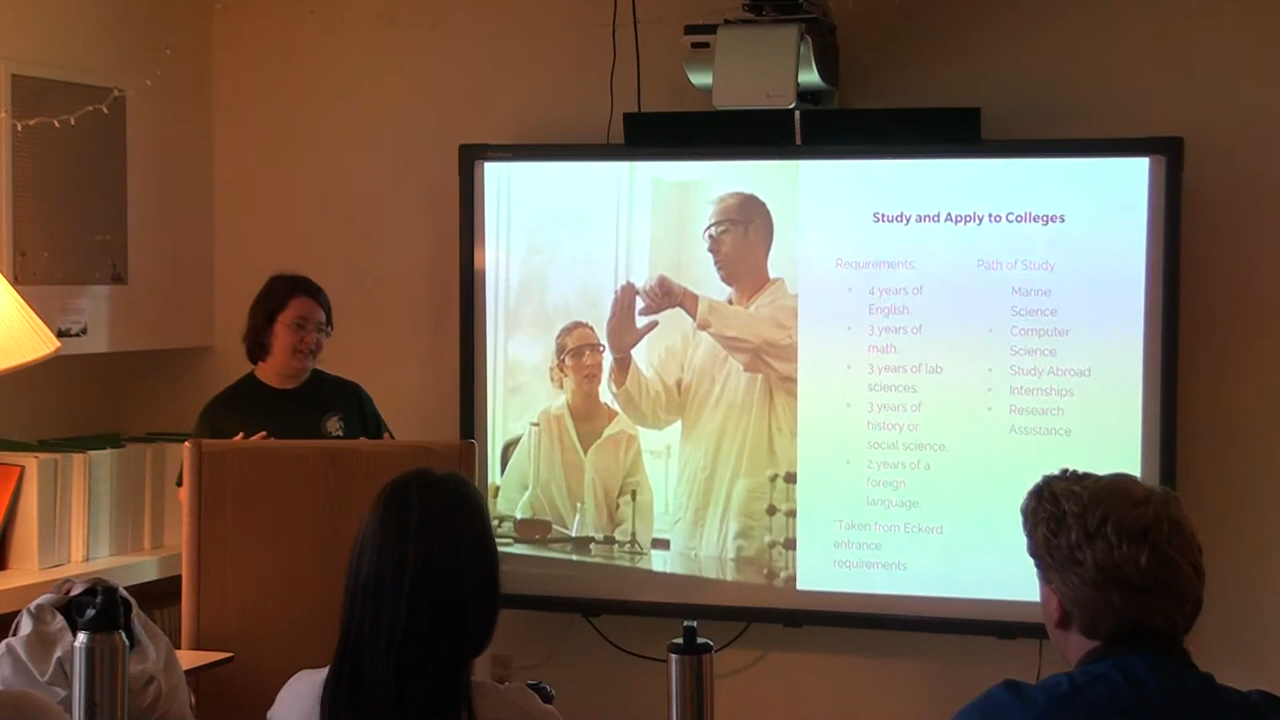 Study and Apply to Colleges
Requirements:
• 4 years of
English.
• 3 years of
math.
• 3 years of lab
sciences.
• 3 years of
history or
social science.
• 2 years of a
foreign
language.
*Taken from Eckerd
entrance
requirements
Path of Study
Marine
Science
• Computer
Science
• Study Abroad
• Internships
• Research
Assistance